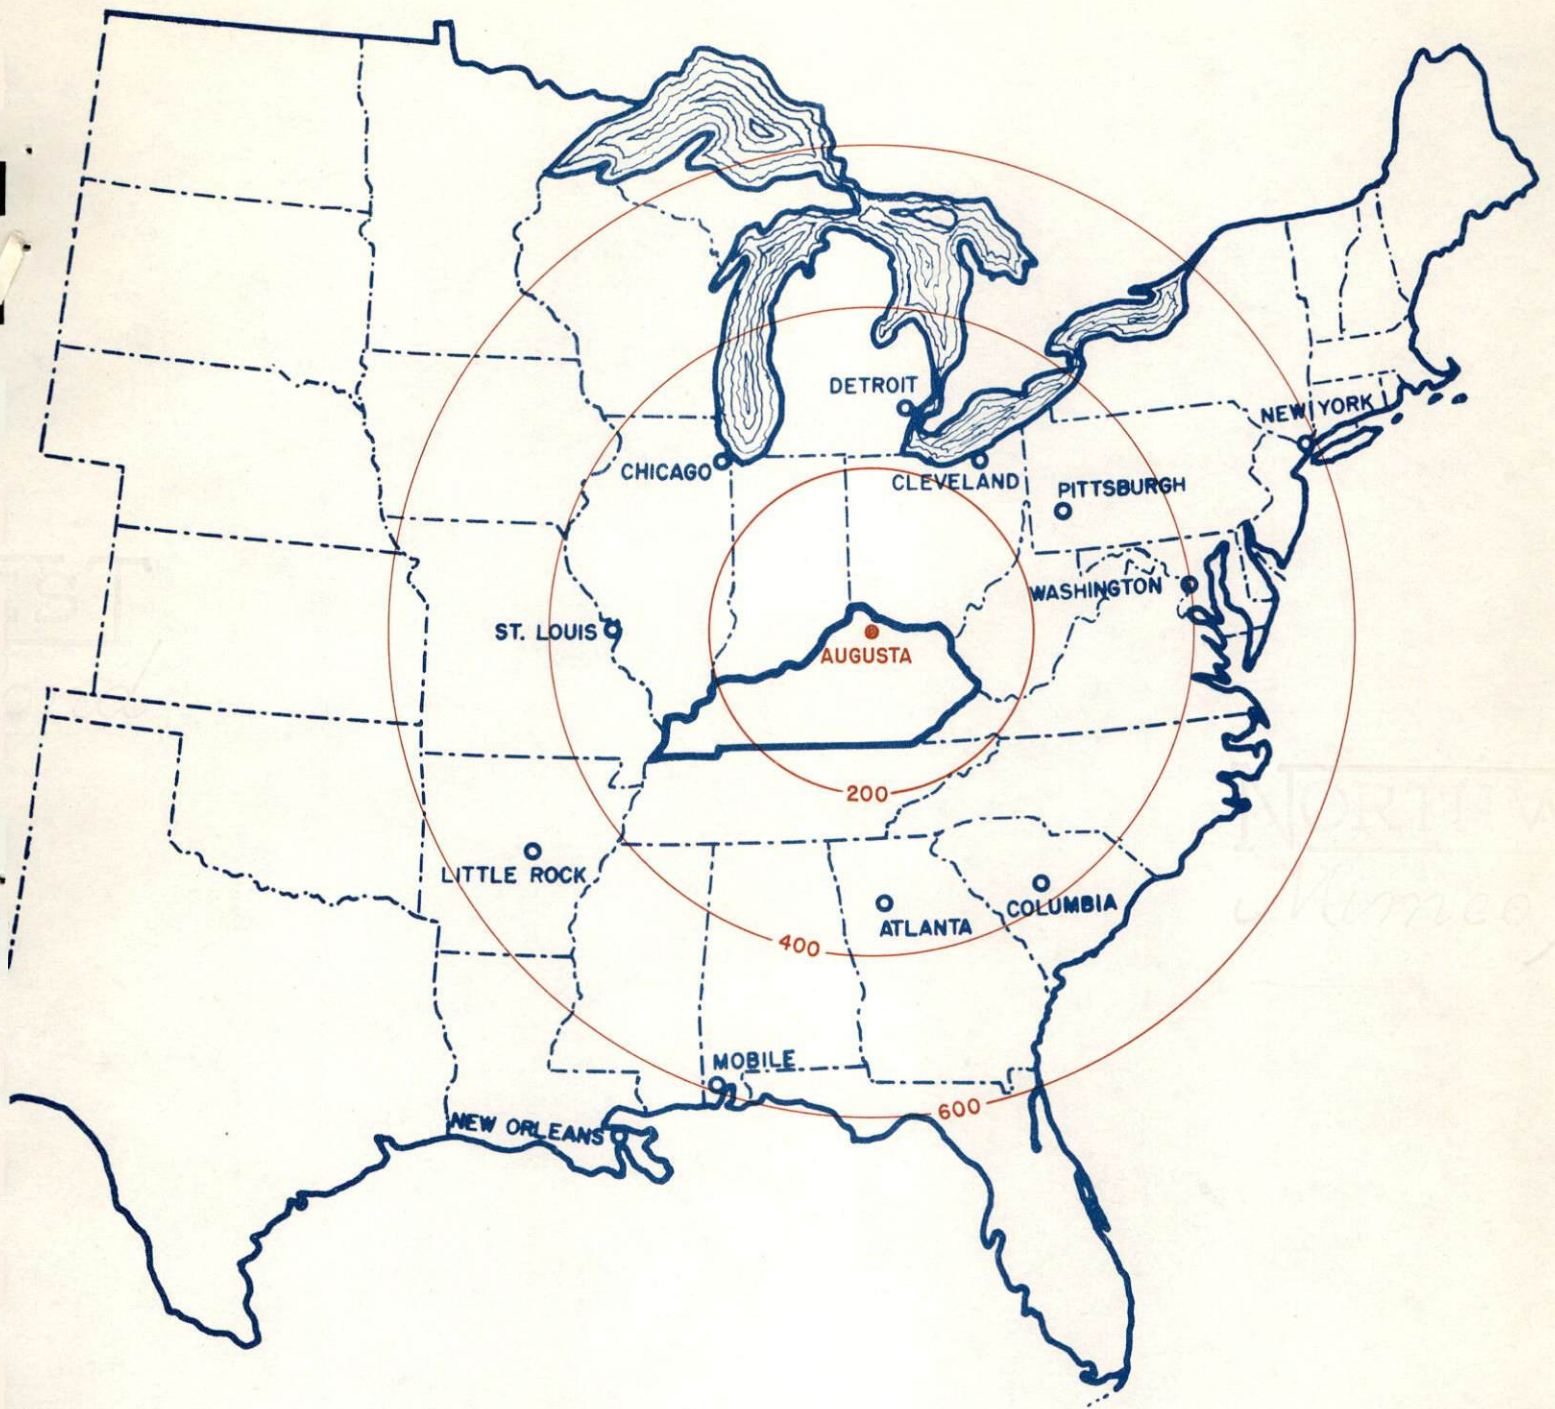 DETROIT
NEW YORK
CHICAGO
CLEVELAND
PITTSBURGH
WASHINGTON
ST. LOUIS
AUGUSTA
200
LITTLE ROCK
COLUMBIA
ATLANTA
400
MOBILE
600
NEW ORLEANS